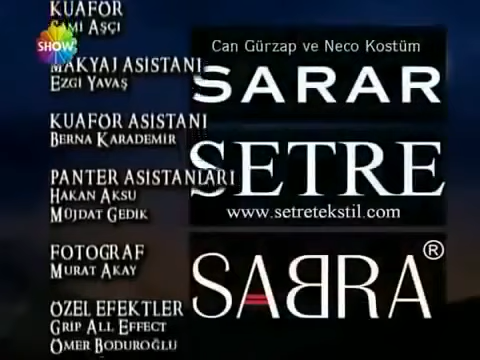 KUAFÖR
SAMİ AŞÇI
SHOW
MAKYAJ ASİSTANI
EZGİ YAVAŞ
KUAFÖR ASİSTANI
BERNA KARADEMİR
PANTER ASİSTANLARI
HAKAN AKSU
MÜJDAT GEDİK
FOTOĞRAF
MURAT AKAY
ÖZEL EFEKTLER
GRİP ALL EFFECT
ÖMER BODUROĞLU
Can Gürzap ve Neco Kostüm
SARAR
SETRE
www.setretekstil.com
SABRA®